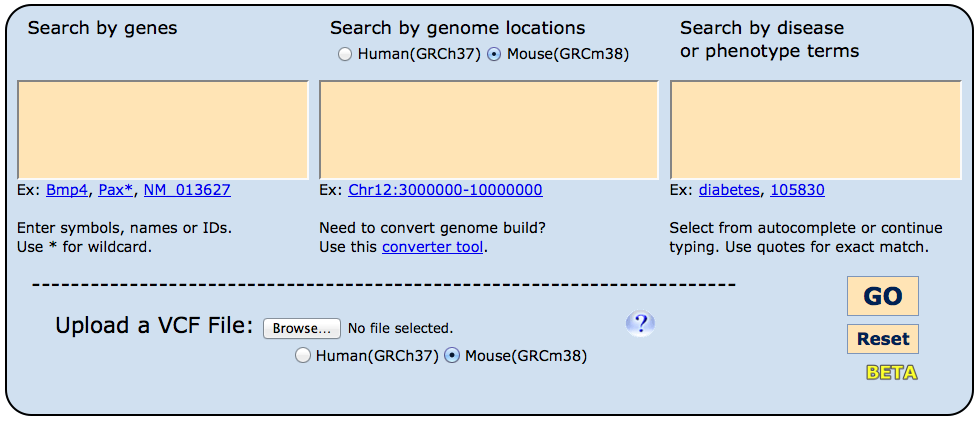 Search by genes
Search by genome locations
Human(GRCh37) Mouse(GRCm38)
Search by disease
or phenotype terms
Ex: Bmp4, Pax*, NM_013627
Enter symbols, names or IDs.
Use * for wildcard.
Ex: Chr12:3000000-10000000
Need to convert genome build?
Use this converter tool.
Ex: diabetes, 105830
Select from autocomplete or continue
typing. Use quotes for exact match.
Upload a VCF File: Browse... No file selected. ?
Human(GRCh37) Mouse(GRCm38)
GO
Reset
BETA